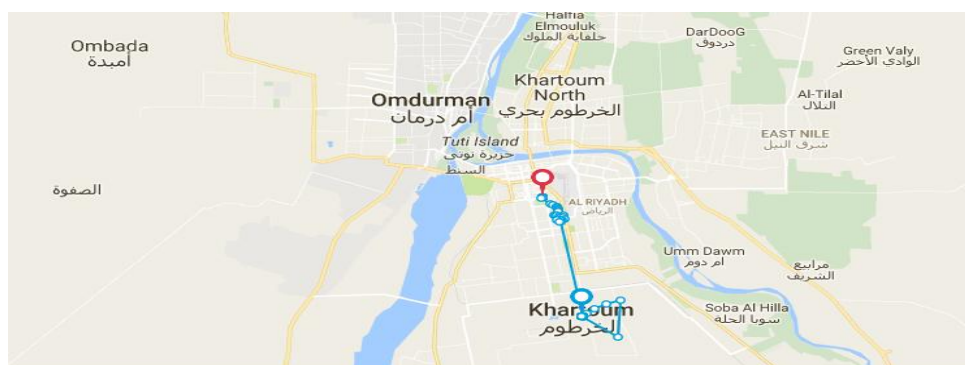 Halfia
Elmouluk
حلفاية الملوك
DarDooG
دردوق
Ombada
أمبدة
Green Valy
الوادي الأخضر
Khartoum
North
الخرطوم بحري
Al-Tilal
التلال
Omdurman
أم درمان
EAST NILE
شرق النيل
Tuti Island
جزيرة توتي
السنط
الصفوة
AL RIYADH
الرياض
Umm Dawm
ام دوم
مرابيع
الشريف
Khartoum
الخرطوم
Soba Al Hilla
سوبا الحلة